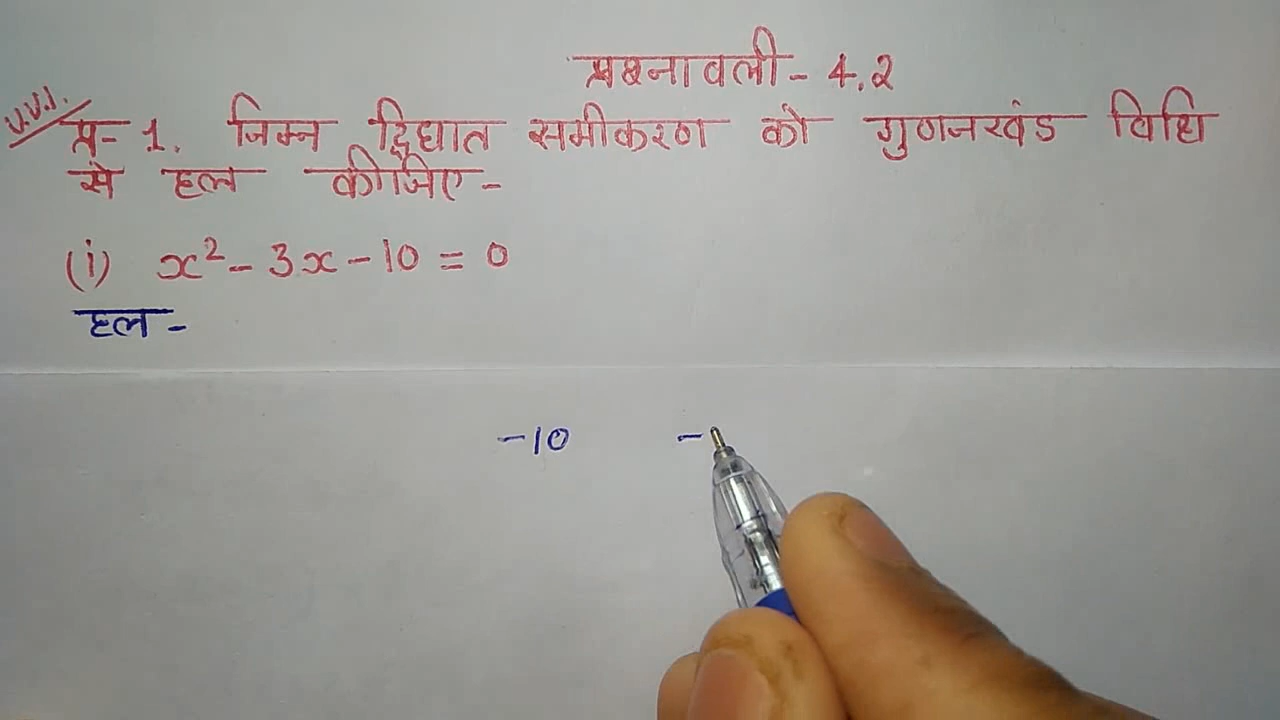 प्रश्नावली - 4.2
V.V.I.
प्र- 1. निम्न द्विघात समीकरण को गुणनखंड विधि
से हल कीजिए -
(i) x² - 3x - 10 = 0
हल -
-10 -